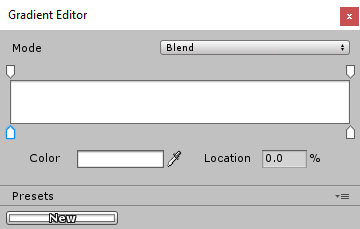 Gradient Editor
x
Mode Blend
Color Location 0.0 %
Presets
New